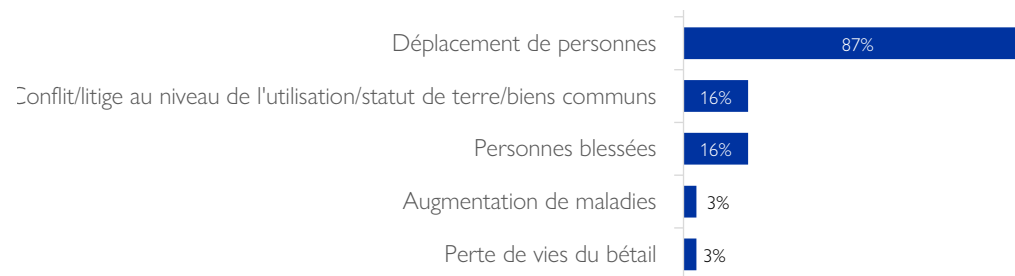 Déplacement de personnes 87%
Conflit/litige au niveau de l'utilisation/statut de terre/biens communs 16%
Personnes blessées 16%
Augmentation de maladies 3%
Perte de vies du bétail 3%